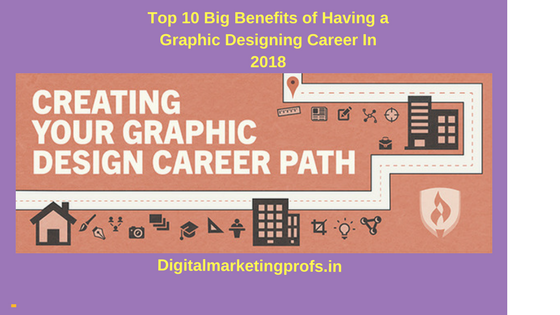 Top 10 Big Benefits of Having a
Graphic Designing Career In
2018
CREATING
YOUR GRAPHIC
DESIGN CAREER PATH
Digitalmarketingprofs.in